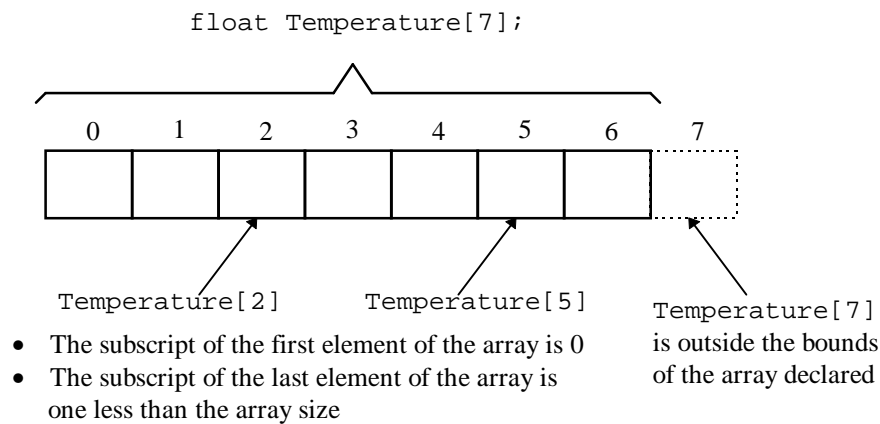 float Temperature[7];
0 1 2 3 4 5 6 7
Temperature[2]
Temperature[5]
Temperature[7]
is outside the bounds
of the array declared
• The subscript of the first element of the array is 0
• The subscript of the last element of the array is
one less than the array size